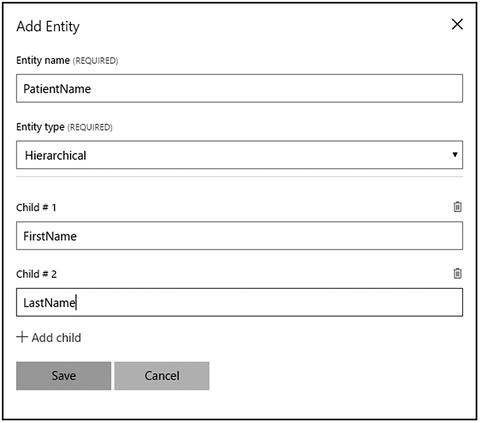 Add Entity
Entity name (REQUIRED)
PatientName
Entity type (REQUIRED)
Hierarchical
Child # 1
FirstName
Child # 2
LastName
+ Add child
Save Cancel